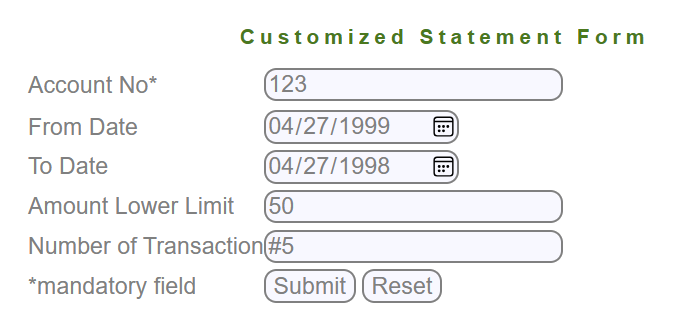 Customized Statement Form
Account No* 123
From Date 04/27/1999
To Date 04/27/1998
Amount Lower Limit 50
Number of Transaction #5
*mandatory field Submit Reset